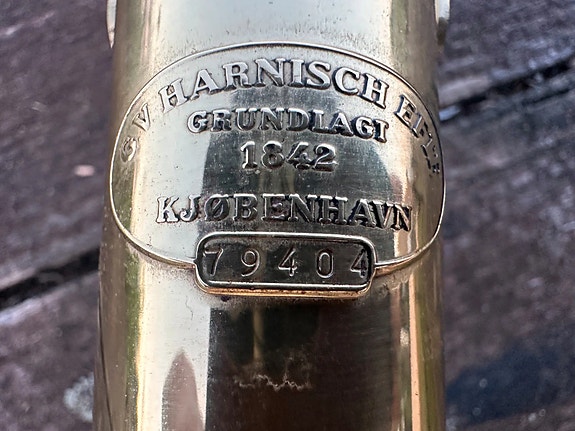 G.V. HARNISCH EFTF
GRUNDLAGT
1842
KJØBENHAVN
79404